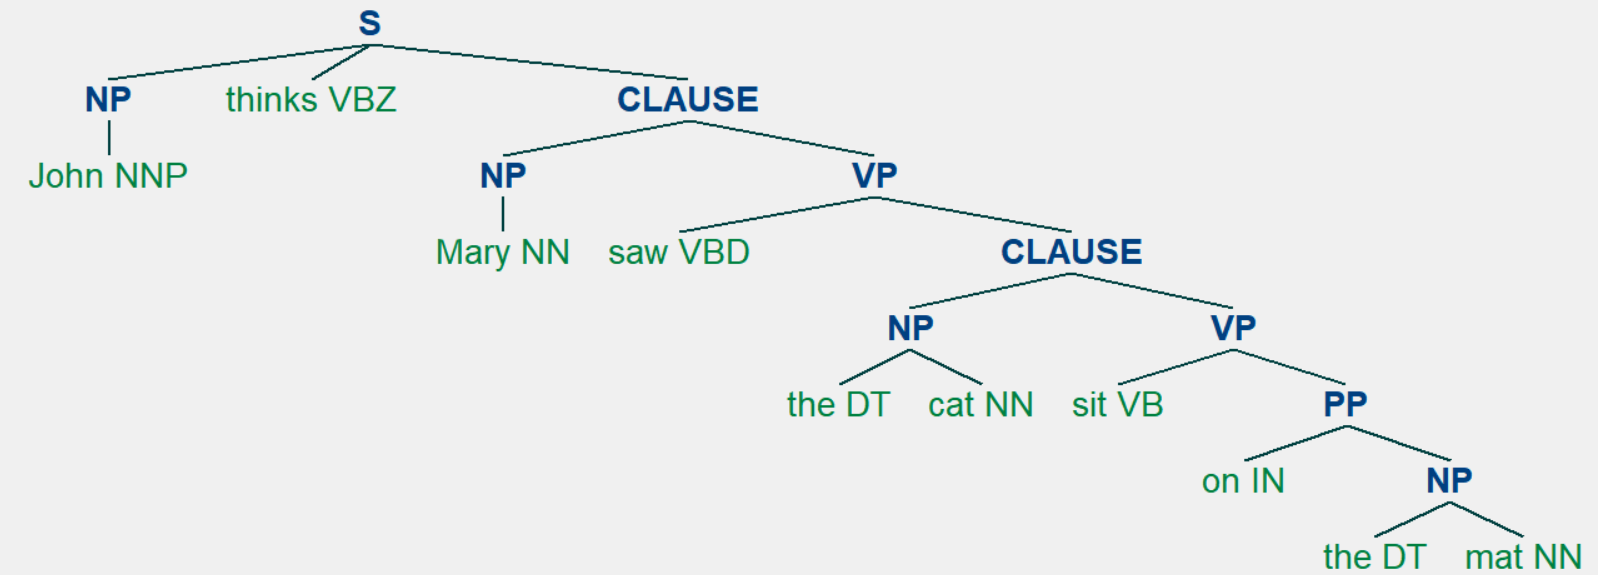 S
NP thinks VBZ CLAUSE
John NNP NP VP
Mary NN saw VBD CLAUSE
NP VP
the DT cat NN sit VB PP
on IN NP
the DT mat NN